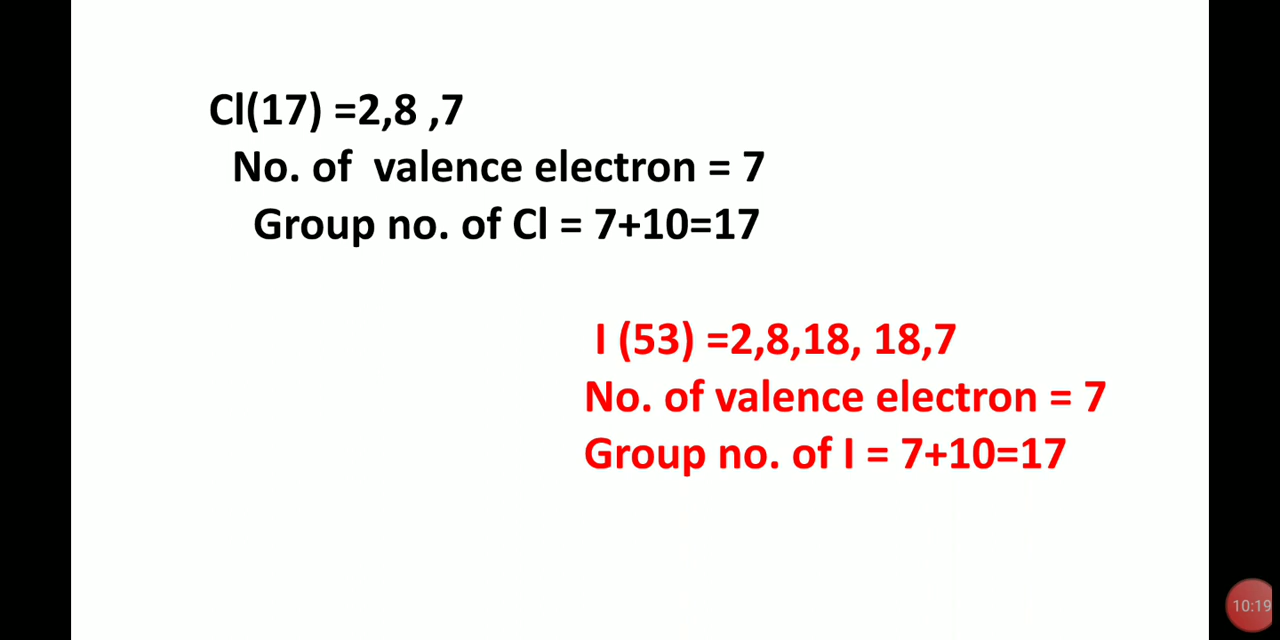 Cl(17) =2,8 ,7
No. of valence electron = 7
Group no. of Cl = 7+10=17
I (53) =2,8,18, 18,7
No. of valence electron = 7
Group no. of I = 7+10=17
10:19